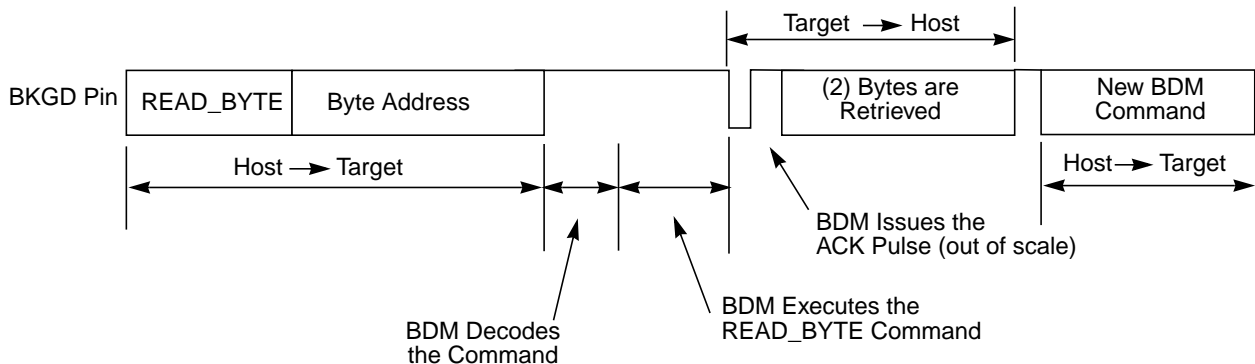 Target → Host
BKGD Pin
READ_BYTE
Byte Address
(2) Bytes are
Retrieved
New BDM
Command
Host → Target
Host → Target
BDM Issues the
ACK Pulse (out of scale)
BDM Decodes
the Command
BDM Executes the
READ_BYTE Command